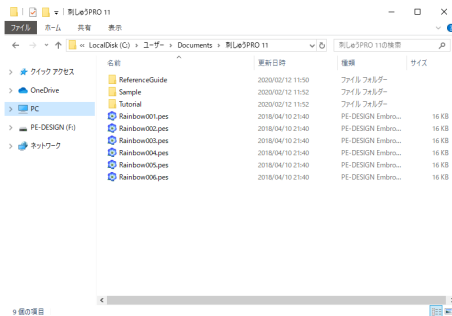 刺しゅうPRO 11
ファイル ホーム 共有 表示
« LocalDisk (C:) › ユーザー › Documents › 刺しゅうPRO 11
刺しゅうPRO 11の検索
名前 更新日時 種類 サイズ
クイック アクセス
OneDrive
PC
PE-DESIGN (F:)
ネットワーク
ReferenceGuide 2020/02/12 11:50 ファイル フォルダー
Sample 2020/02/12 11:52 ファイル フォルダー
Tutorial 2020/02/12 11:50 ファイル フォルダー
Rainbow001.pes 2018/04/10 21:40 PE-DESIGN Embro... 16 KB
Rainbow002.pes 2018/04/10 21:40 PE-DESIGN Embro... 16 KB
Rainbow003.pes 2018/04/10 21:40 PE-DESIGN Embro... 16 KB
Rainbow004.pes 2018/04/10 21:40 PE-DESIGN Embro... 16 KB
Rainbow005.pes 2018/04/10 21:40 PE-DESIGN Embro... 16 KB
Rainbow006.pes 2018/04/10 21:40 PE-DESIGN Embro... 16 KB
9 個の項目